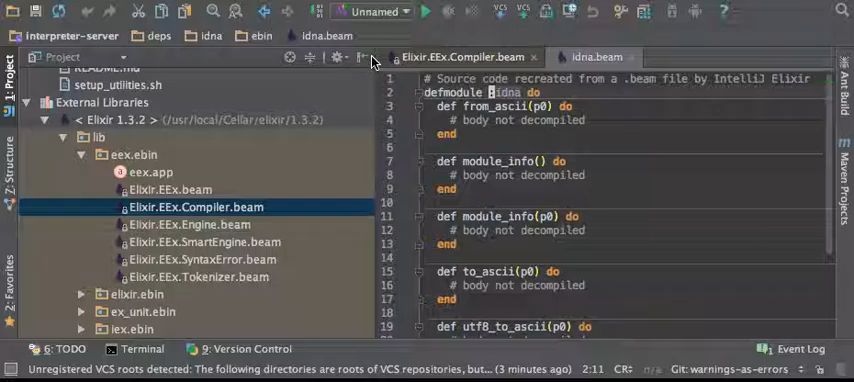 Unnamed
interpreter-server deps idna ebin idna.beam
Project
Elixir.EEx.Compiler.beam
idna.beam
1: Project
7: Structure
2: Favorites
README.md
setup_utilities.sh
External Libraries
< Elixir 1.3.2 > (/usr/local/Cellar/elixir/1.3.2)
lib
eex.ebin
eex.app
Elixir.EEx.beam
Elixir.EEx.Compiler.beam
Elixir.EEx.Engine.beam
Elixir.EEx.SmartEngine.beam
Elixir.EEx.SyntaxError.beam
Elixir.EEx.Tokenizer.beam
elixir.ebin
ex_unit.ebin
iex.ebin
1 # Source code recreated from a .beam file by IntelliJ Elixir
2 defmodule :idna do
3 def from_ascii(p0) do
4 # body not decompiled
5 end
6
7 def module_info() do
8 # body not decompiled
9 end
10
11 def module_info(p0) do
12 # body not decompiled
13 end
14
15 def to_ascii(p0) do
16 # body not decompiled
17 end
18
19 def utf8_to_ascii(p0) do
Ant Build
Maven Projects
6: TODO
Terminal
9: Version Control
1 Event Log
Unregistered VCS roots detected: The following directories are roots of VCS repositories, but... (3 minutes ago)
2:11 CR÷ n/a Git: warnings-as-errors